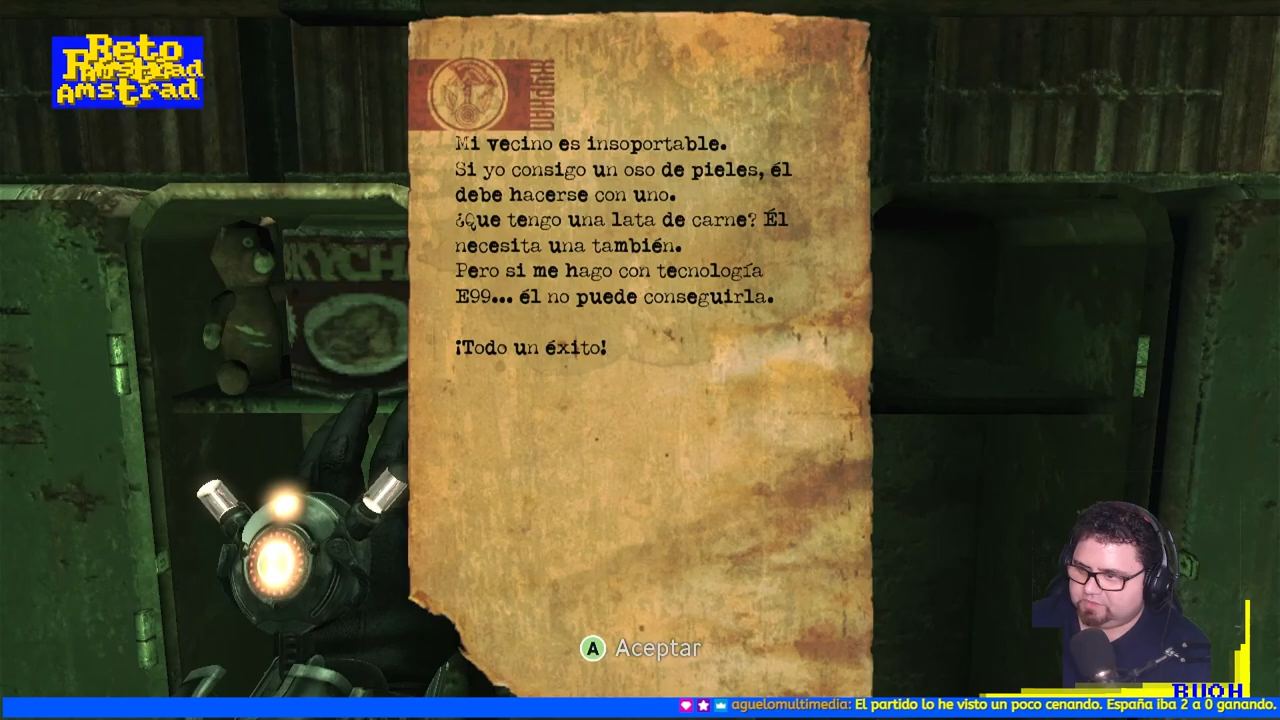 Reto
Amstrad
Amstrad
Mi vecino es insoportable.
Si yo consigo un oso de pieles, él
debe hacerse con uno.
¿Que tengo una lata de carne? Él
necesita una también.
Pero si me hago con tecnología
E99... él no puede conseguirla.
¡Todo un éxito!
A Aceptar
BUOH
aguelomultimedia: El partido lo he visto un poco cenando. España iba 2 a 0 ganando.